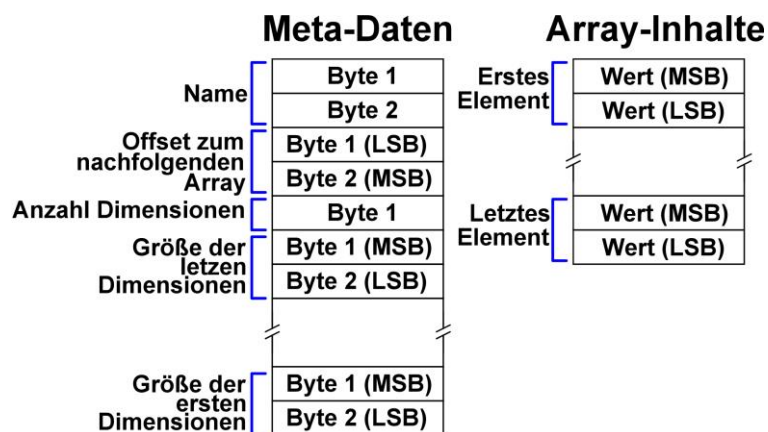 Meta-Daten
Name
Byte 1
Byte 2
Offset zum
nachfolgenden
Array
Byte 1 (LSB)
Byte 2 (MSB)
Anzahl Dimensionen
Byte 1
Größe der
letzen
Dimensionen
Byte 1 (MSB)
Byte 2 (LSB)
Größe der
ersten
Dimensionen
Byte 1 (MSB)
Byte 2 (LSB)
Array-Inhalte
Erstes
Element
Wert (MSB)
Wert (LSB)
Letztes
Element
Wert (MSB)
Wert (LSB)